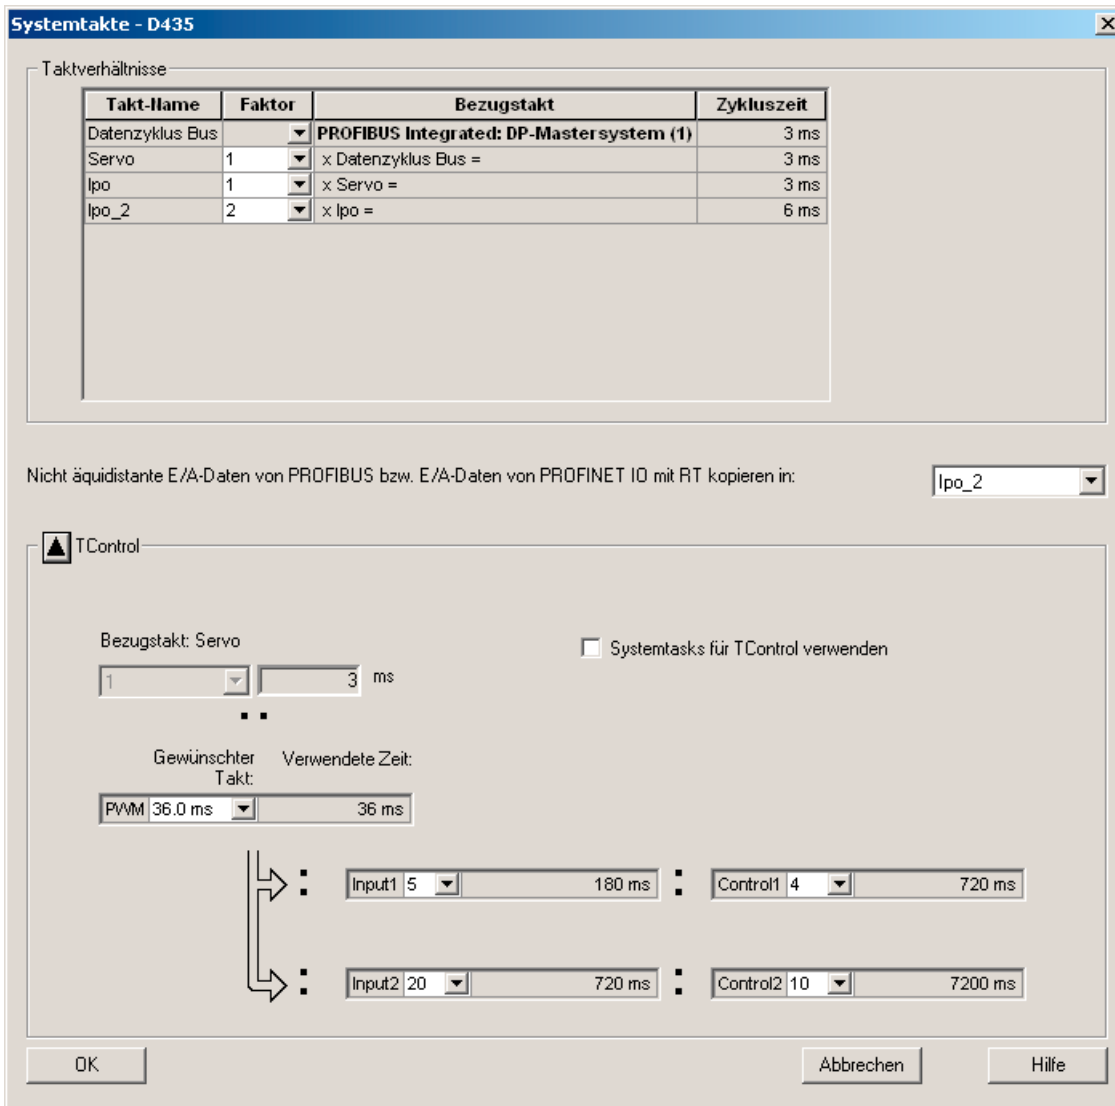 Systemtakte - D435
Taktverhältnisse
Takt-Name Faktor Bezugstakt Zykluszeit
Datenzyklus Bus PROFIBUS Integrated: DP-Mastersystem (1) 3 ms
Servo 1 x Datenzyklus Bus = 3 ms
Ipo 1 x Servo = 3 ms
Ipo_2 2 x Ipo = 6 ms
Nicht äquidistante E/A-Daten von PROFIBUS bzw. E/A-Daten von PROFINET IO mit RT kopieren in: Ipo_2
TControl
Bezugstakt: Servo
Systemtasks für TControl verwenden
1 3 ms
Gewünschter Verwendete Zeit:
Takt:
PWM 36.0 ms 36 ms
: Input1 5 180 ms : Control1 4 720 ms
: Input2 20 720 ms : Control2 10 7200 ms
OK Abbrechen Hilfe